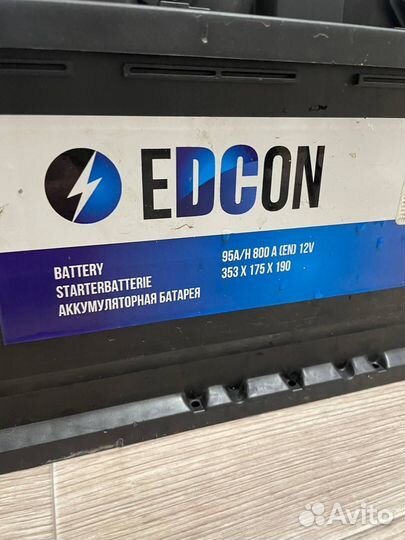 EDCON
BATTERY
STARTERBATTERIE
АККУМУЛЯТОРНАЯ БАТАРЕЯ
95A/H 800 A (EN) 12V
353 X 175 X 190
Avito